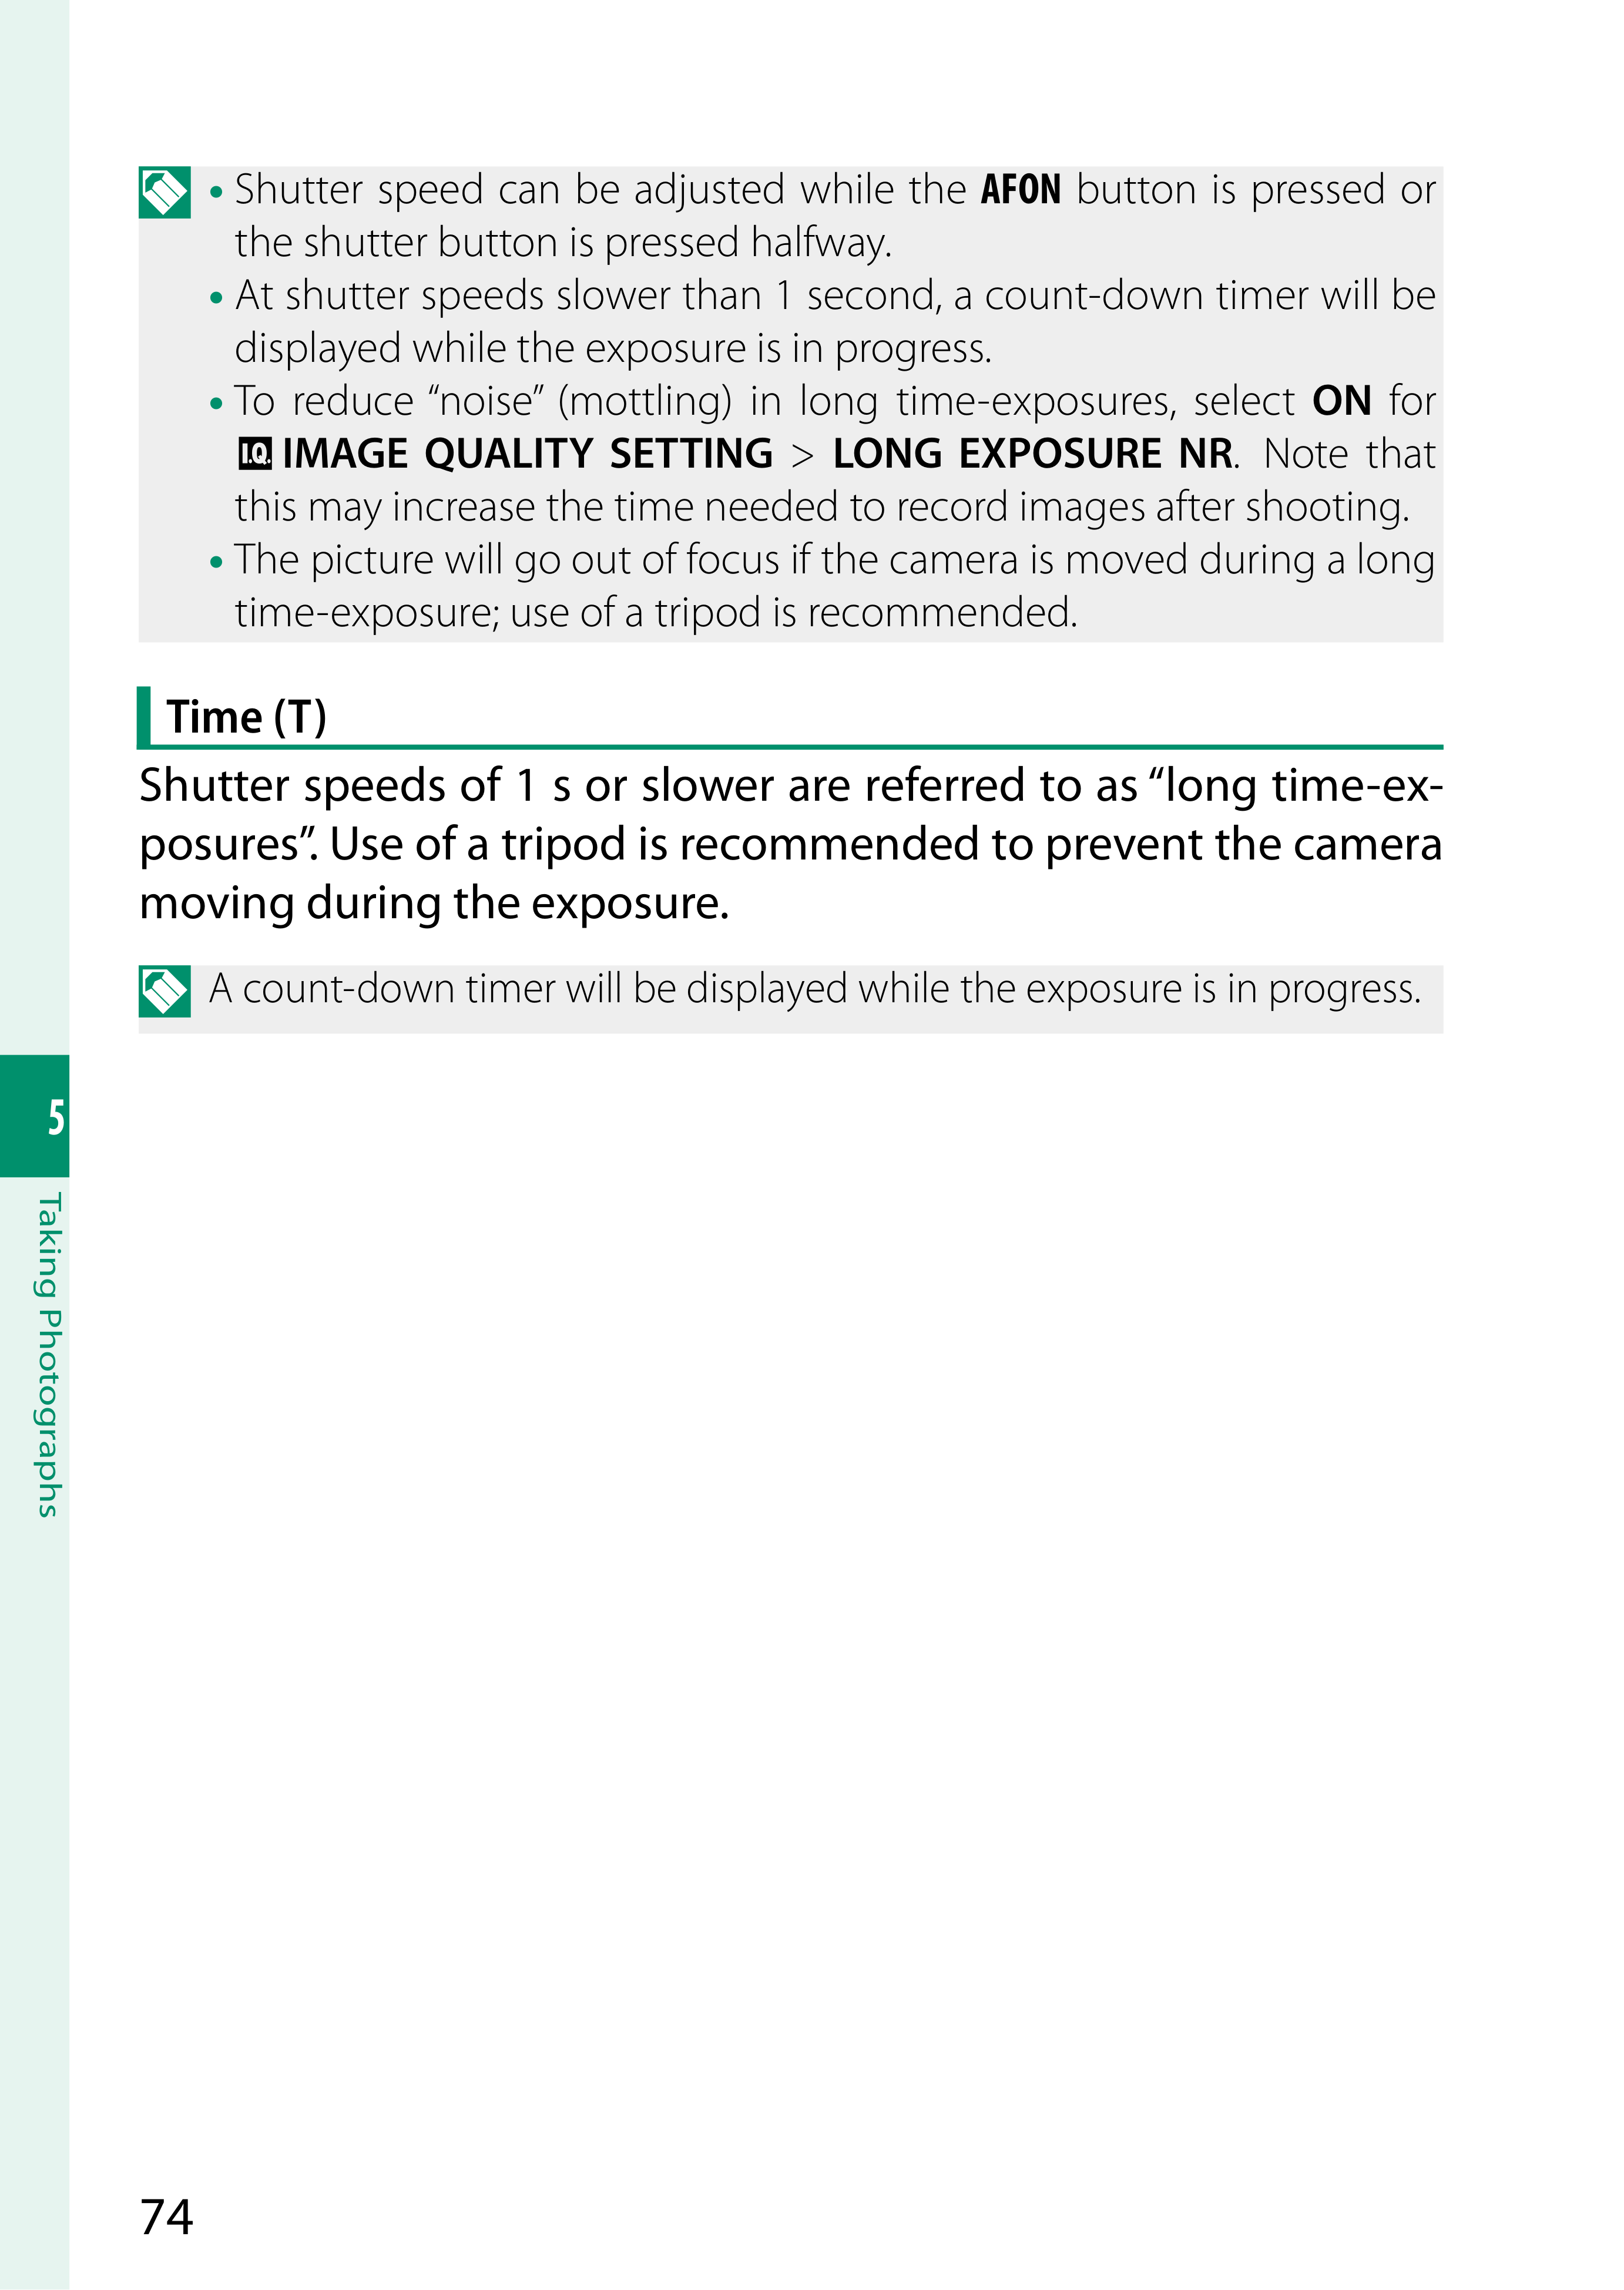 • Shutter speed can be adjusted while the AFON button is pressed or
the shutter button is pressed halfway.
• At shutter speeds slower than 1 second, a count-down timer will be
displayed while the exposure is in progress.
• To reduce “noise” (mottling) in long time-exposures, select ON for
I.Q. IMAGE QUALITY SETTING > LONG EXPOSURE NR. Note that
this may increase the time needed to record images after shooting.
• The picture will go out of focus if the camera is moved during a long
time-exposure; use of a tripod is recommended.
Time (T)
Shutter speeds of 1 s or slower are referred to as “long time-ex-
posures”. Use of a tripod is recommended to prevent the camera
moving during the exposure.
A count-down timer will be displayed while the exposure is in progress.
5
Taking Photographs
74